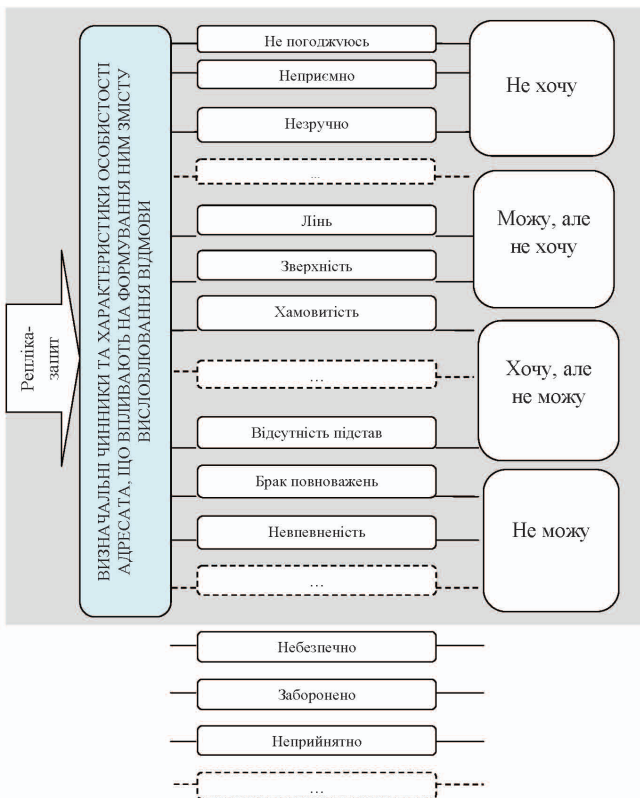 Репліка-
запит
ВИЗНАЧАЛЬНІ ЧИННИКИ ТА ХАРАКТЕРИСТИКИ ОСОБИСТОСТІ
АДРЕСАТА, ЩО ВПЛИВАЮТЬ НА ФОРМУВАННЯ НИМ ЗМІСТУ
ВИСЛОВЛЮВАННЯ ВІДМОВИ
Не погоджуюсь
Неприємно
Незручно
...
Лінь
Зверхність
Хамовитість
...
Відсутність підстав
Брак повноважень
Невпевненість
...
Небезпечно
Заборонено
Неприйнятно
...
Не хочу
Можу, але
не хочу
Хочу, але
не можу
Не можу